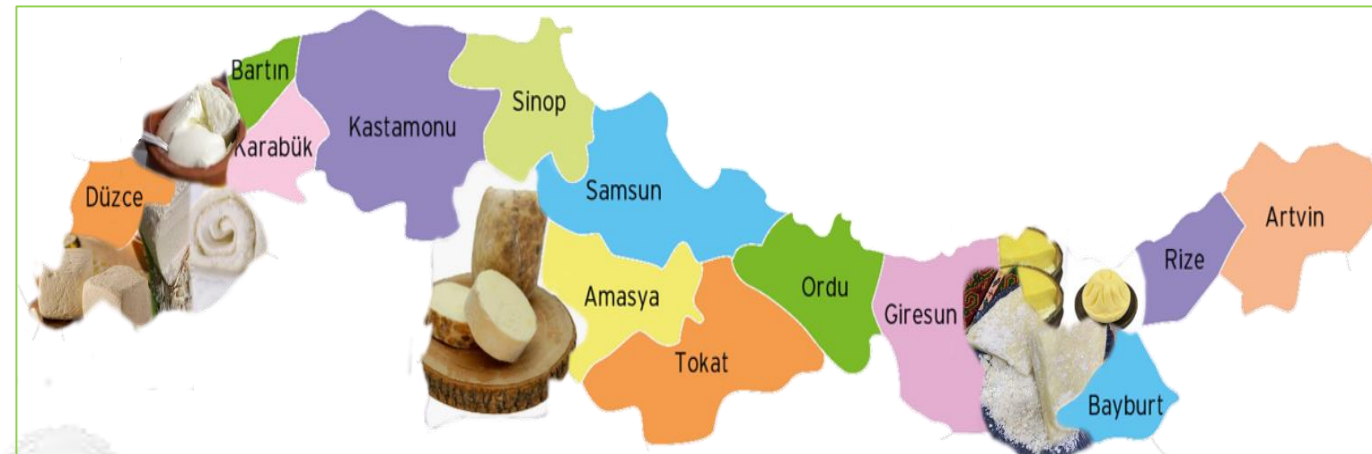 Bartın
Kastamonu
Sinop
Karabük
Düzce
Samsun
Amasya
Ordu
Giresun
Tokat
Rize
Artvin
Bayburt